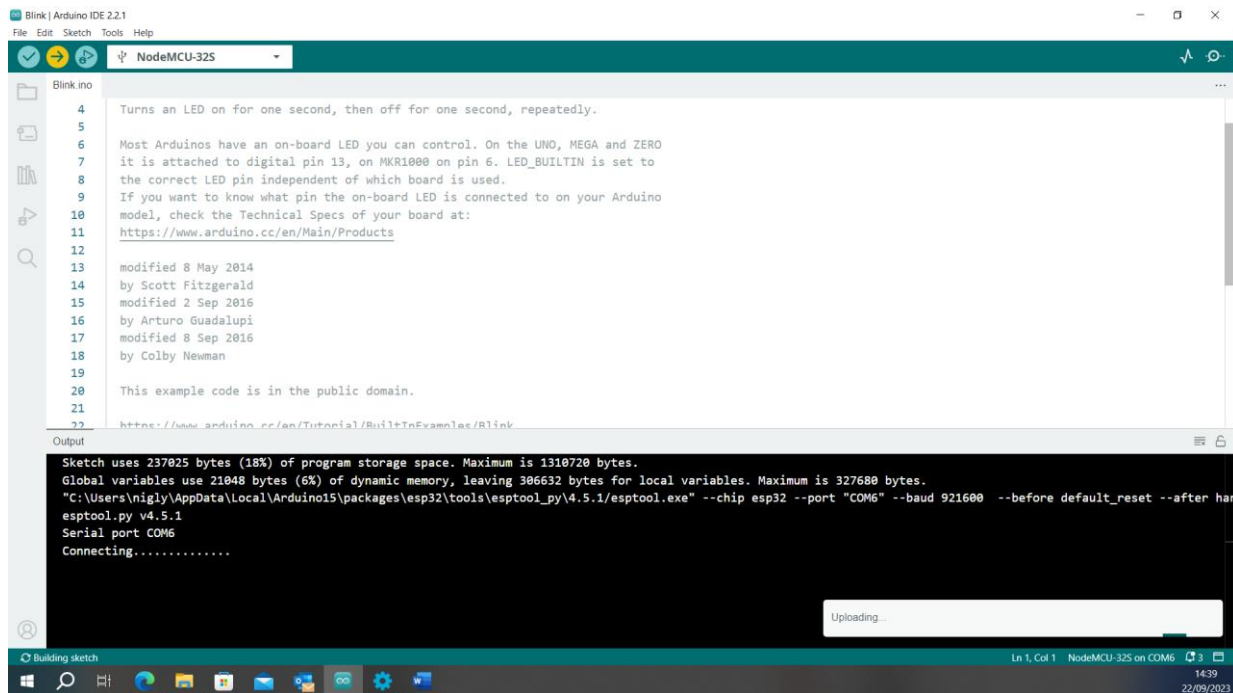 Blink | Arduino IDE 2.2.1
File Edit Sketch Tools Help
NodeMCU-32S
Blink.ino
4 Turns an LED on for one second, then off for one second, repeatedly.
5
6 Most Arduinos have an on-board LED you can control. On the UNO, MEGA and ZERO
7 it is attached to digital pin 13, on MKR1000 on pin 6. LED_BUILTIN is set to
8 the correct LED pin independent of which board is used.
9 If you want to know what pin the on-board LED is connected to on your Arduino
10 model, check the Technical Specs of your board at:
11 https://www.arduino.cc/en/Main/Products
12
13 modified 8 May 2014
14 by Scott Fitzgerald
15 modified 2 Sep 2016
16 by Arturo Guadalupi
17 modified 8 Sep 2016
18 by Colby Newman
19
20 This example code is in the public domain.
21
22 https://www.arduino.cc/en/Tutorial/BuiltInExamples/Blink
Output
Sketch uses 237025 bytes (18%) of program storage space. Maximum is 1310720 bytes.
Global variables use 21048 bytes (6%) of dynamic memory, leaving 306632 bytes for local variables. Maximum is 327680 bytes.
"C:\Users\nigly\AppData\Local\Arduino15\packages\esp32\tools\esptool_py\4.5.1/esptool.exe" --chip esp32 --port "COM6" --baud 921600 --before default_reset --after har
esptool.py v4.5.1
Serial port COM6
Connecting..............
Uploading...
Building sketch
Ln 1, Col 1 NodeMCU-32S on COM6 3
14:39
22/09/2023